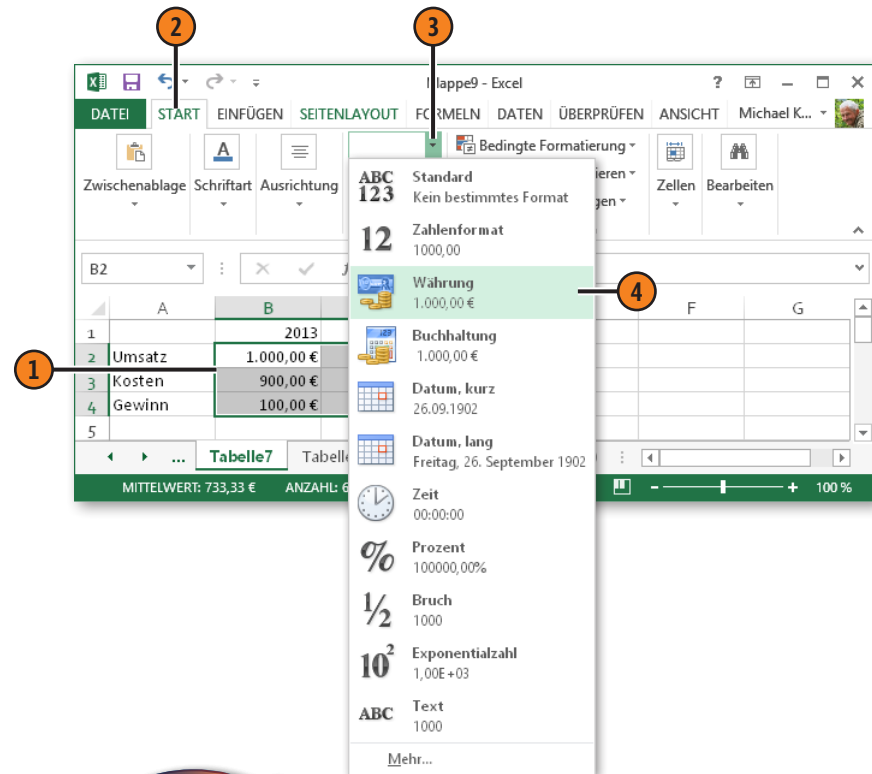 2 3
Mappe9 - Excel ?
DATEI START EINFÜGEN SEITENLAYOUT FORMELN DATEN ÜBERPRÜFEN ANSICHT Michael K...
Bedingte Formatierung
Zwischenablage Schriftart Ausrichtung ieren Zellen Bearbeiten
gen
B2
A B F G
1 2013
2 Umsatz 1.000,00 €
3 Kosten 900,00 €
4 Gewinn 100,00 €
5
1
4
... Tabelle7 Tabelle
MITTELWERT: 733,33 € ANZAHL: 6 100 %
ABC 123 Standard
Kein bestimmtes Format
12 Zahlenformat
1000,00
Währung
1.000,00 €
Buchhaltung
1.000,00 €
Datum, kurz
26.09.1902
Datum, lang
Freitag, 26. September 1902
Zeit
00:00:00
% Prozent
100000,00%
1/2 Bruch
1000
10² Exponentialzahl
1,00E+03
ABC Text
1000
Mehr...